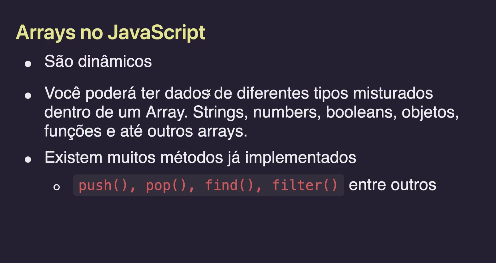 Arrays no JavaScript
São dinâmicos
Você poderá ter dados de diferentes tipos misturados
dentro de um Array. Strings, numbers, booleans, objetos,
funções e até outros arrays.
Existem muitos métodos já implementados
push(), pop(), find(), filter() entre outros